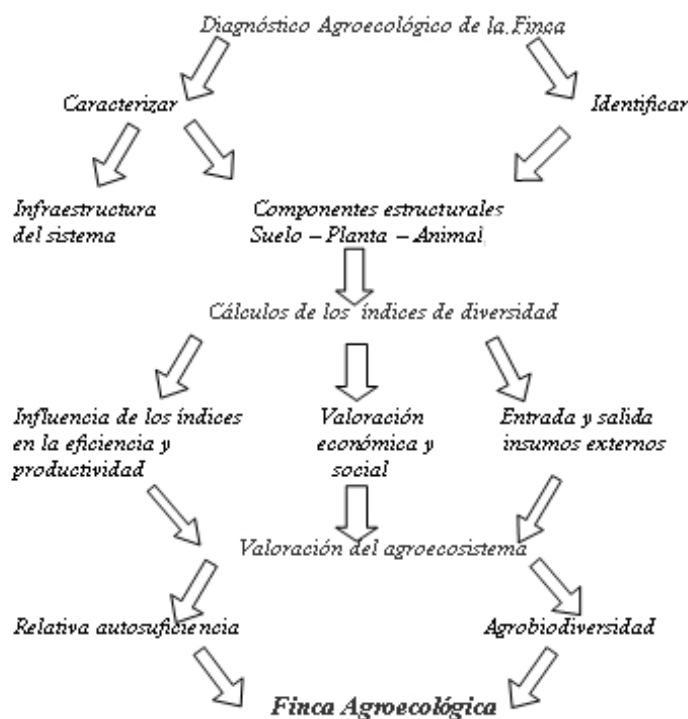 Diagnóstico Agroecológico de la Finca
Caracterizar
Identificar
Infraestructura
del sistema
Componentes estructurales
Suelo – Planta – Animal
Cálculos de los índices de diversidad
Influencia de los índices
en la eficiencia y
productividad
Valoración
económica y
social
Entrada y salida
insumos externos
Valoración del agroecosistema
Relativa autosuficiencia
Agrobiodiversidad
Finca Agroecológica